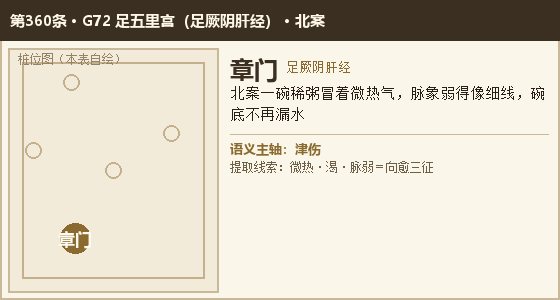 第360条·G72 足五里宫（足厥阴肝经）·北案
桩位图（本表自绘）
章门 足厥阴肝经
北案一碗稀粥冒着微热气，脉象弱得像细线，碗
底不再漏水
语义主轴：津伤
提取线索：微热·渴·脉弱＝向愈三征
章门